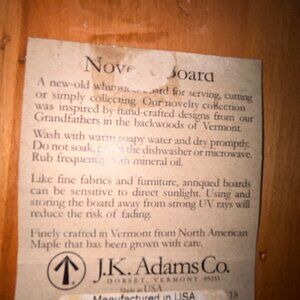 Board
A new-old whimsical board for serving, cutting
or simply collecting. Our novelty collection
was inspired by hand-crafted designs from our
Grandfathers in the backwoods of Vermont.
Wash with warm soapy water and dry promptly.
Do not soak, the dishwasher or microwave.
Rub frequently mineral oil.
Like fine fabrics and furniture, antiqued boards
can be sensitive to direct sunlight. Using and
storing the board away from strong UV rays will
reduce the risk of fading.
Finely crafted in Vermont from North American
Maple that has been grown with care.
J.K. Adams Co.
DORSET, VERMONT 05251
Made in USA
Manufactured in USA
18